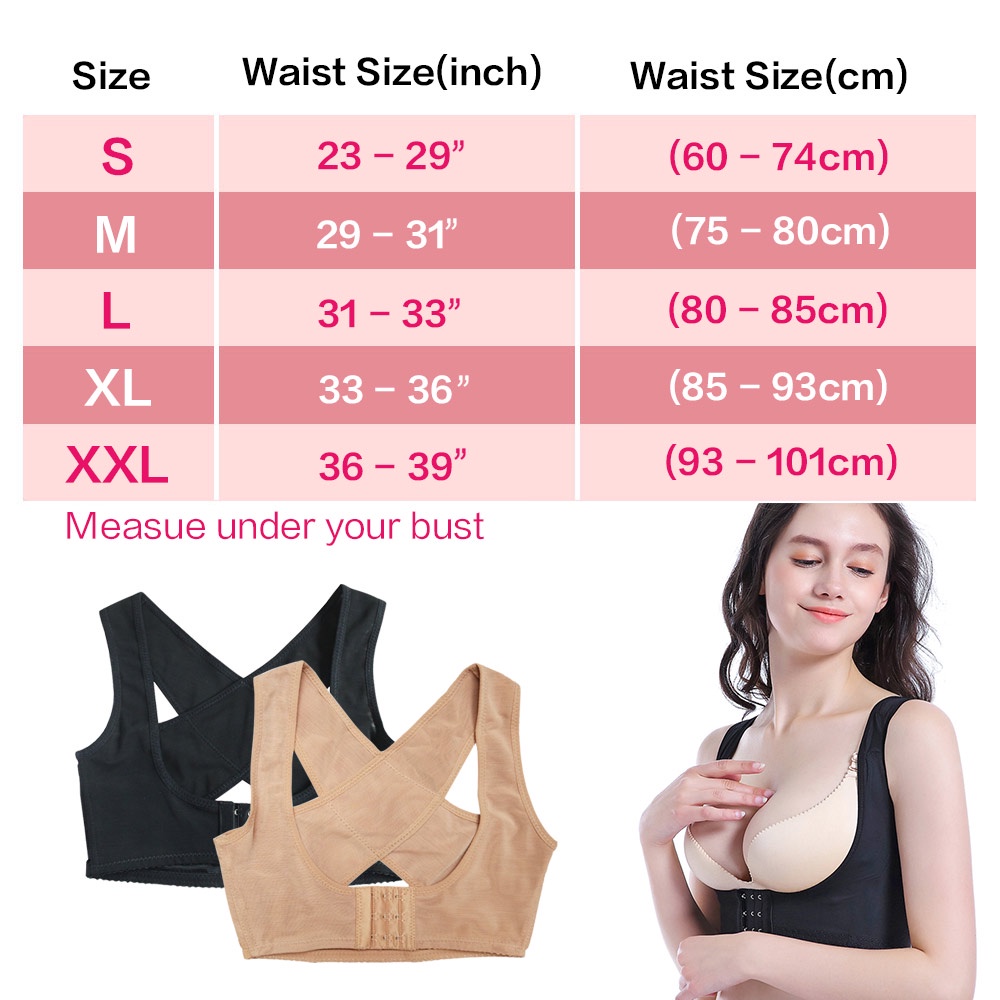 Size Waist Size(inch) Waist Size(cm)
S 23 – 29” (60 – 74cm)
M 29 – 31” (75 – 80cm)
L 31 – 33” (80 – 85cm)
XL 33 – 36” (85 – 93cm)
XXL 36 – 39” (93 – 101cm)
Measue under your bust